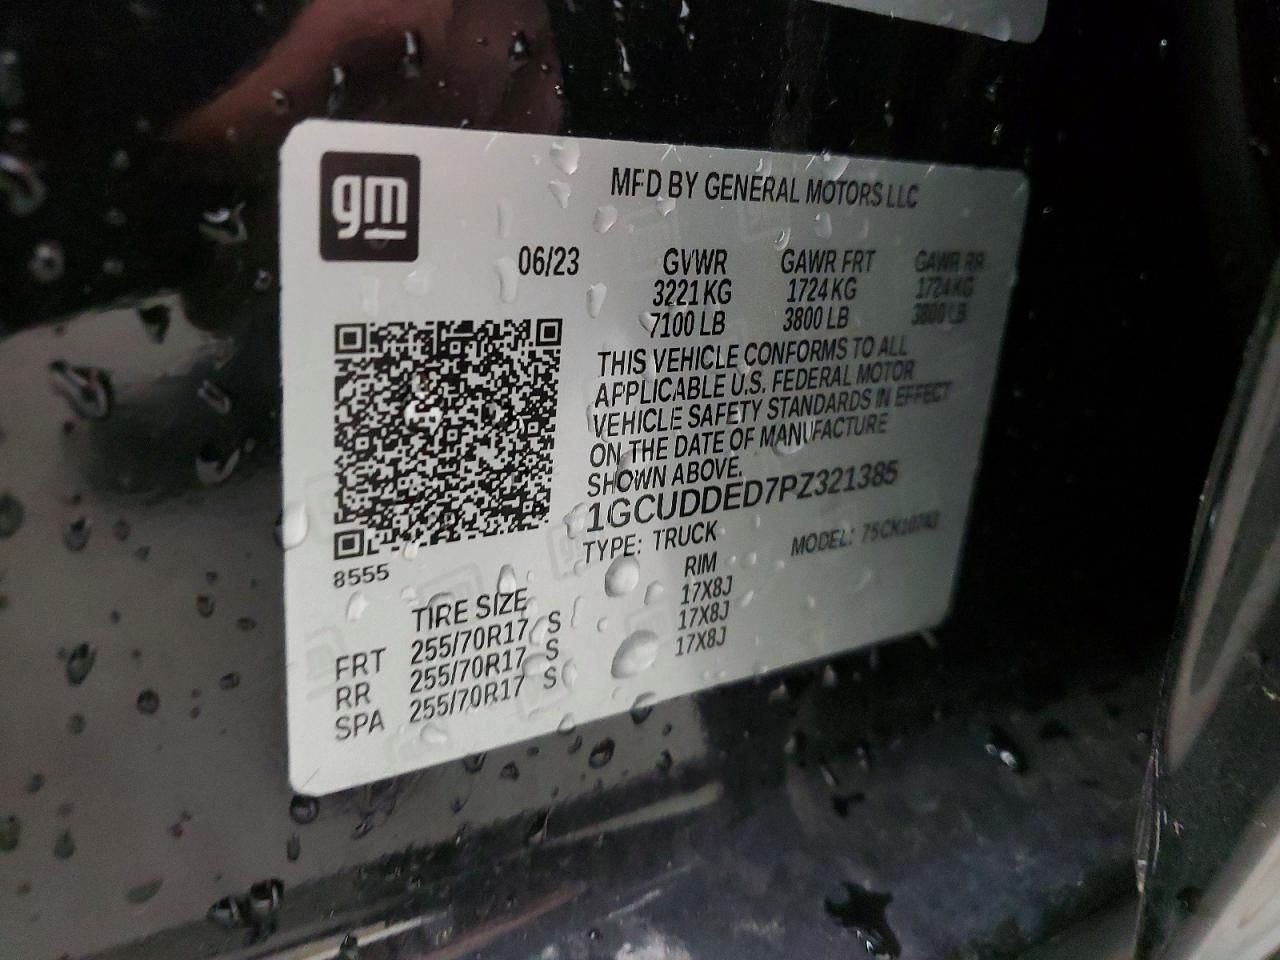 gm
MFD BY GENERAL MOTORS LLC
06/23 GVWR GAWR FRT GAWR RR
3221 KG 1724 KG 1724 KG
7100 LB 3800 LB 3800 LB
THIS VEHICLE CONFORMS TO ALL
APPLICABLE U.S. FEDERAL MOTOR
VEHICLE SAFETY STANDARDS IN EFFECT
ON THE DATE OF MANUFACTURE
SHOWN ABOVE.
1GCUDDED7PZ321385
TYPE: TRUCK MODEL:
8555
TIRE SIZE RIM
FRT 255/70R17 S 17X8J
RR 255/70R17 S 17X8J
SPA 255/70R17 S 17X8J